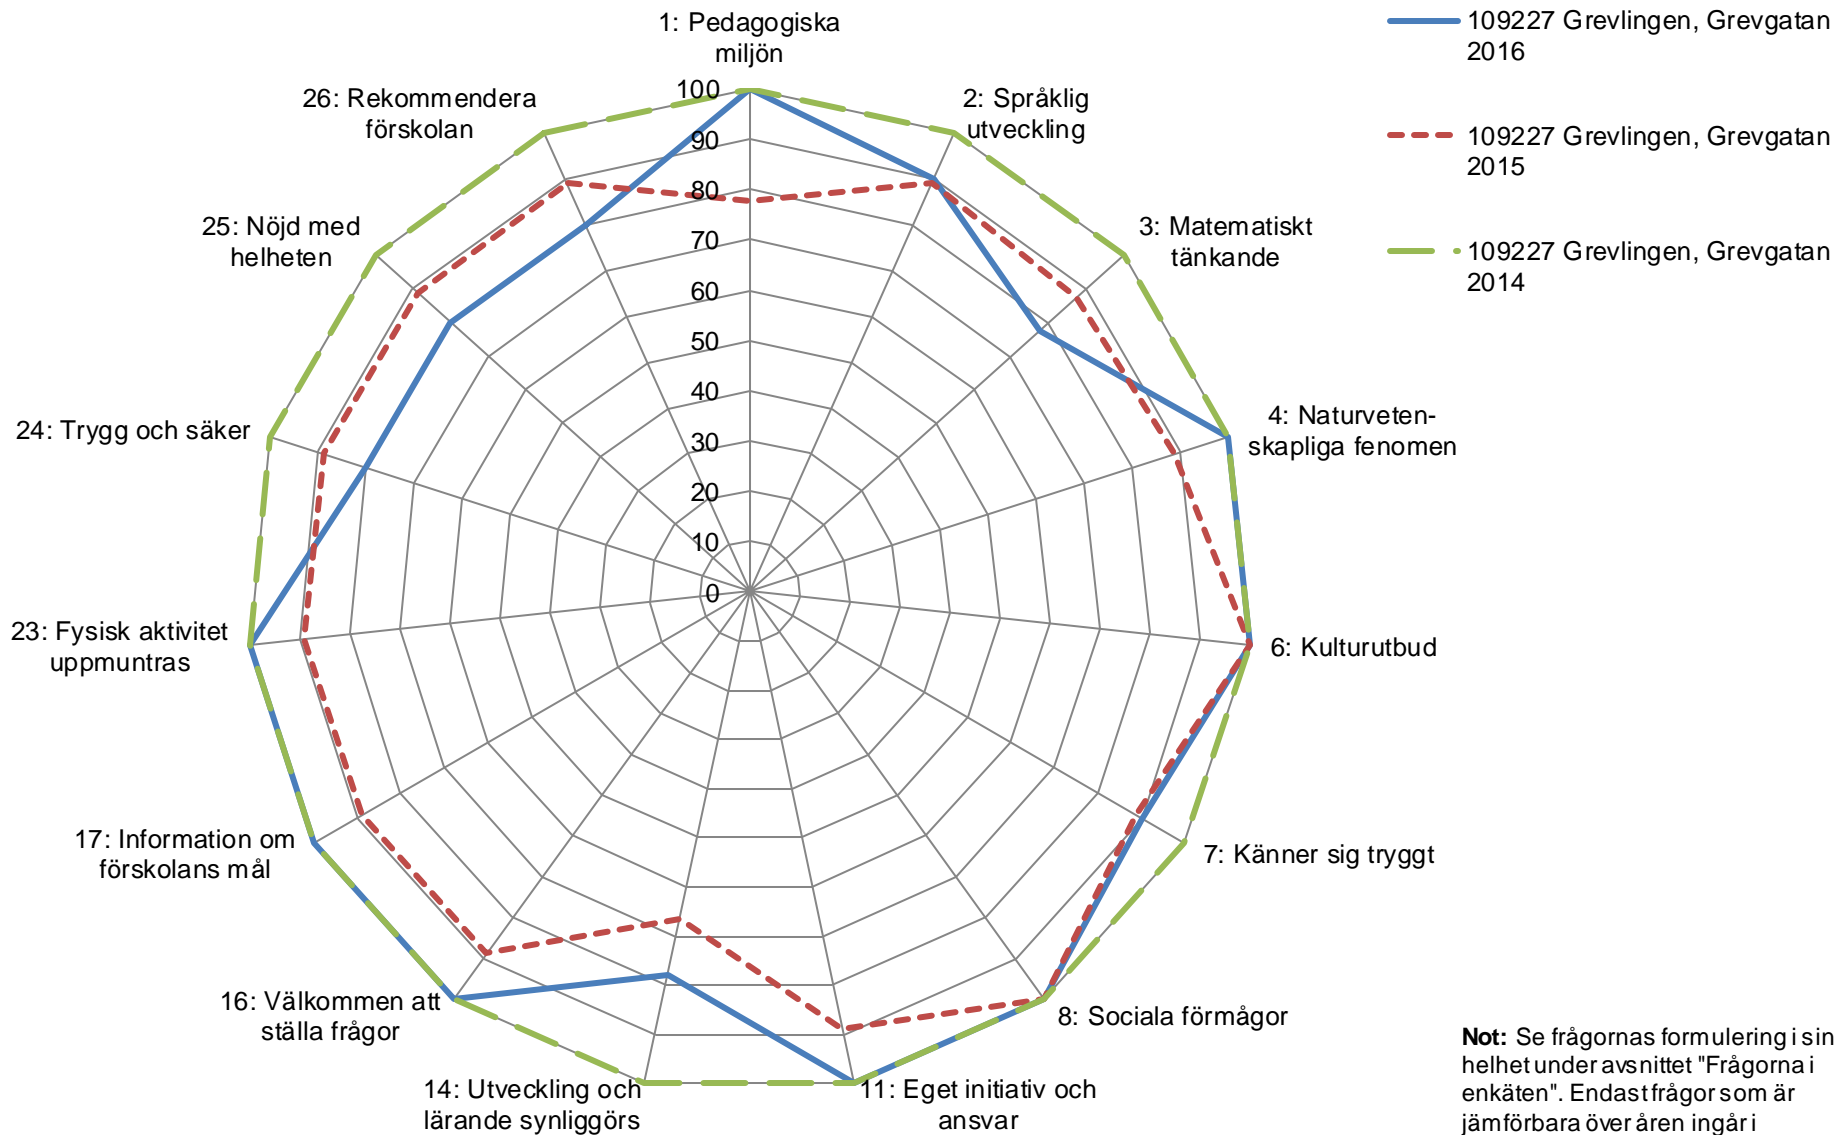 1: Pedagogiska
miljön
2: Språklig
utveckling
3: Matematiskt
tänkande
4: Naturveten-
skapliga fenomen
6: Kulturutbud
7: Känner sig tryggt
8: Sociala förmågor
11: Eget initiativ och
ansvar
14: Utveckling och
lärande synliggörs
16: Välkommen att
ställa frågor
17: Information om
förskolans mål
23: Fysisk aktivitet
uppmuntras
24: Trygg och säker
25: Nöjd med
helheten
26: Rekommendera
förskolan
100
90
80
70
60
50
40
30
20
10
0
109227 Grevlingen, Grevgatan
2016
109227 Grevlingen, Grevgatan
2015
109227 Grevlingen, Grevgatan
2014
Not: Se frågornas formulering i sin
helhet under avsnittet "Frågorna i
enkäten". Endast frågor som är
jämförbara över åren ingår i